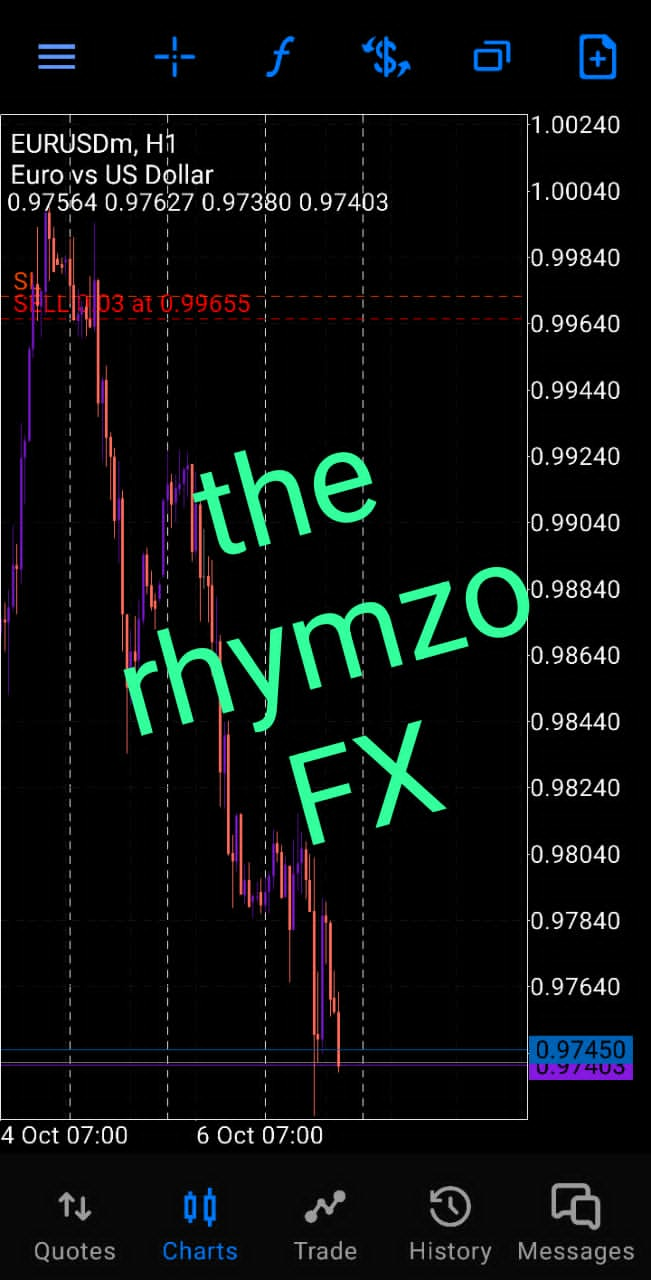 EURUSDm, H1
Euro vs US Dollar
0.97564 0.97627 0.97380 0.97403
1.00240
1.00040
0.99840
SL
SELL 0.03 at 0.99655
0.99640
0.99440
0.99240
the
0.99040
0.98840
rhymzo
0.98640
0.98440
FX
0.98240
0.98040
0.97840
0.97640
0.97450
0.97403
4 Oct 07:00 6 Oct 07:00
Quotes Charts Trade History Messages